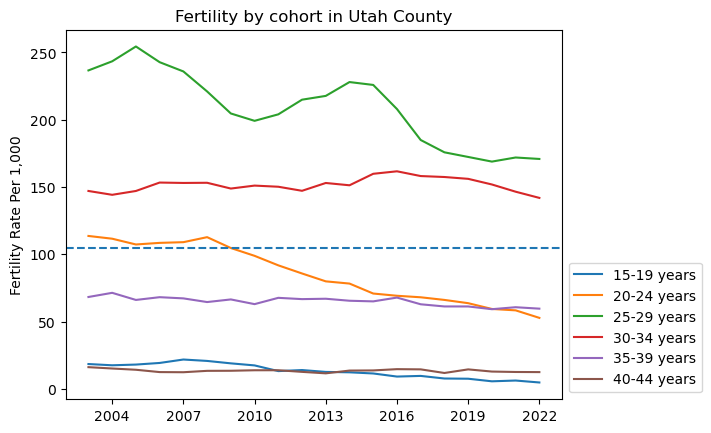 Fertility by cohort in Utah County
Fertility Rate Per 1,000
250
200
150
100
50
0
2004 2007 2010 2013 2016 2019 2022
15-19 years
20-24 years
25-29 years
30-34 years
35-39 years
40-44 years